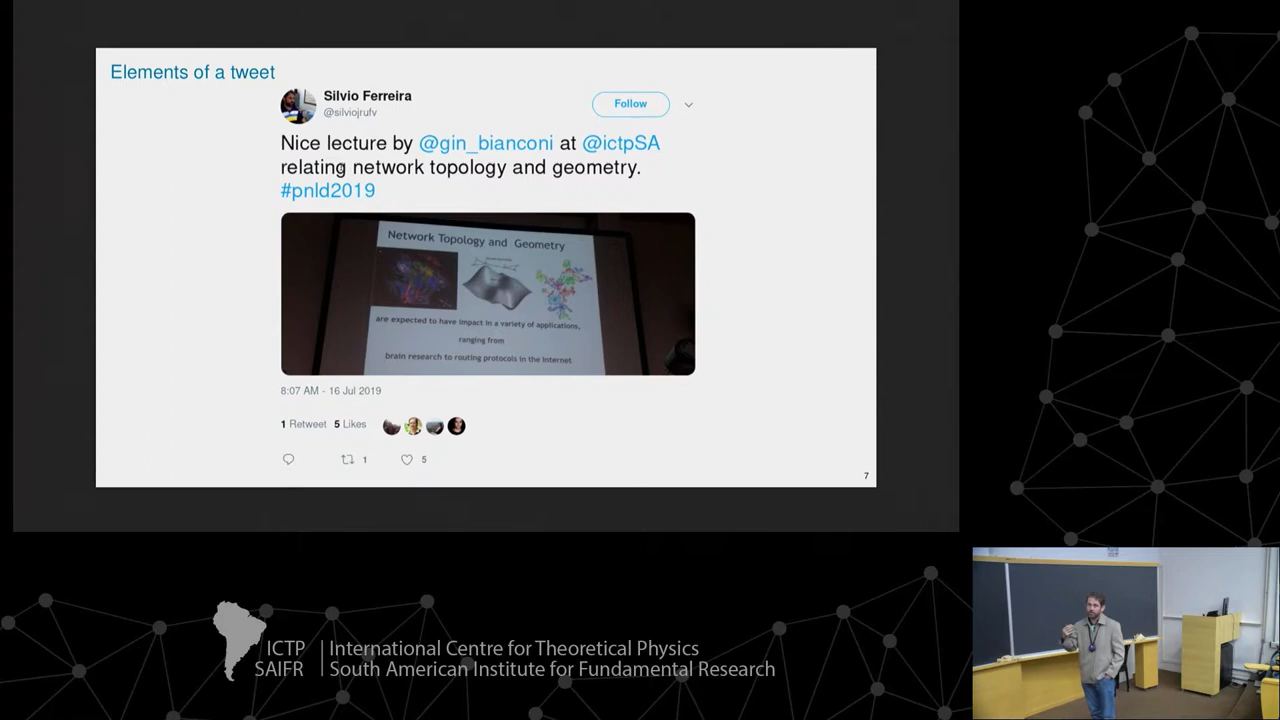 Elements of a tweet
Silvio Ferreira
@silviojrufv
Follow
Nice lecture by @gin_bianconi at @ictpSA
relating network topology and geometry.
#pnld2019
Network Topology and Geometry
are expected to have impact in a variety of applications,
ranging from
brain research to routing protocols in the Internet
8:07 AM - 16 Jul 2019
1 Retweet 5 Likes
1 5
7
ICTP International Centre for Theoretical Physics
SAIFR South American Institute for Fundamental Research